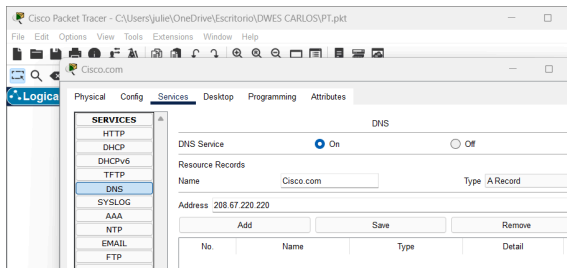 Cisco Packet Tracer - C:\Users\julie\OneDrive\Escritorio\DWES CARLOS\PT.pkt
File Edit Options View Tools Extensions Window Help
Cisco.com
Logica
Physical Config Services Desktop Programming Attributes
SERVICES
HTTP
DHCP
DHCPv6
TFTP
DNS
SYSLOG
AAA
NTP
EMAIL
FTP
DNS
DNS Service On Off
Resource Records
Name Cisco.com Type A Record
Address 208.67.220.220
Add Save Remove
No. Name Type Detail